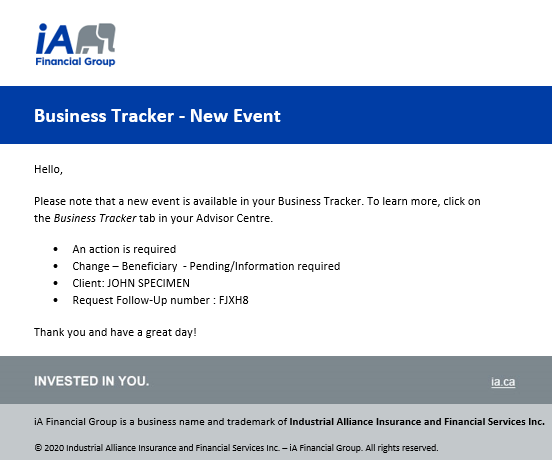 iA
Financial Group
Business Tracker - New Event
Hello,
Please note that a new event is available in your Business Tracker. To learn more, click on
the Business Tracker tab in your Advisor Centre.
• An action is required
• Change – Beneficiary - Pending/Information required
• Client: JOHN SPECIMEN
• Request Follow-Up number : FJXH8
Thank you and have a great day!
INVESTED IN YOU.
ia.ca
iA Financial Group is a business name and trademark of Industrial Alliance Insurance and Financial Services Inc.
© 2020 Industrial Alliance Insurance and Financial Services Inc. – iA Financial Group. All rights reserved.